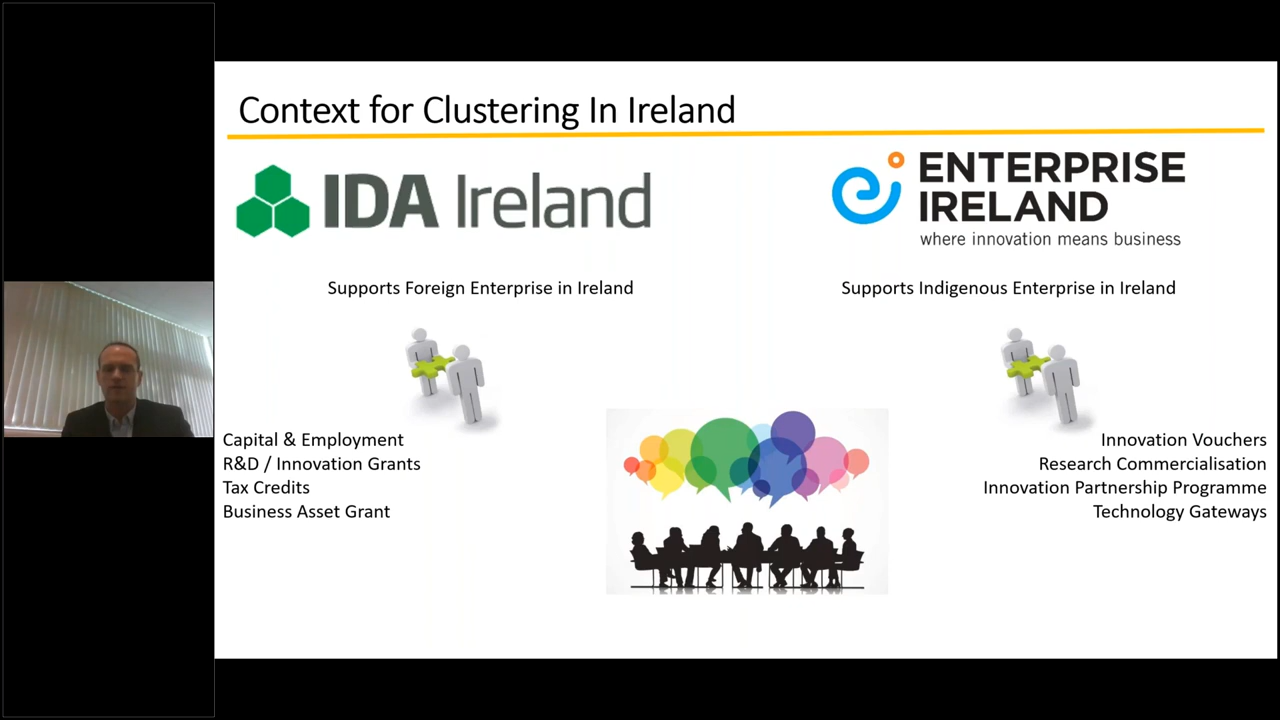 Context for Clustering In Ireland
IDA Ireland
ENTERPRISE
IRELAND
where innovation means business
Supports Foreign Enterprise in Ireland
Supports Indigenous Enterprise in Ireland
Capital & Employment
R&D / Innovation Grants
Tax Credits
Business Asset Grant
Innovation Vouchers
Research Commercialisation
Innovation Partnership Programme
Technology Gateways